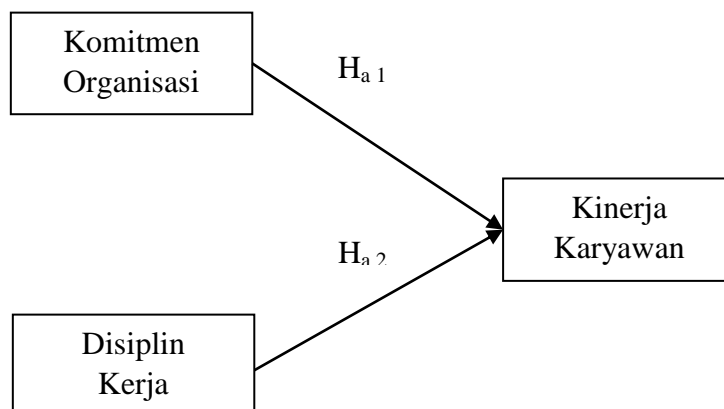 Komitmen
Organisasi
Ha 1
Kinerja
Karyawan
Ha 2
Disiplin
Kerja